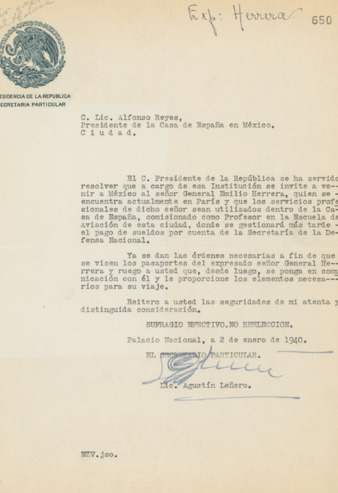 Exp: Herrera
650
PRESIDENCIA DE LA REPUBLICA
SECRETARIA PARTICULAR
C. Lic. Alfonso Reyes,
Presidente de la Casa de España en México.
C i u d a d.
El C. Presidente de la República se ha servido
resolver que a cargo de esa Institución se invite a ve--
nir a México al señor General Emilio Herrera, quien se
encuentra actualmente en París y que los servicios profe-
sionales de dicho señor sean utilizados dentro de la Ca-
sa de España, comisionado como Profesor en la Escuela de
Aviación de esta ciudad, donde se gestionará más tarde -
el pago de sueldos por cuenta de la Secretaría de la De-
fensa Nacional.
Ya se dan las órdenes necesarias a fin de que
se visen los pasaportes del expresado señor General He--
rrera y ruego a usted que, desde luego, se ponga en comu-
nicación con él y le proporcione los elementos necesa---
rios para su viaje.
Reitero a usted las seguridades de mi atenta y
distinguida consideración.
SUFRAGIO EFECTIVO. NO REELECCION.
Palacio Nacional, a 2 de enero de 1940.
EL SECRETARIO PARTICULAR.
Lic. Agustín Leñero.
EZV.jso.